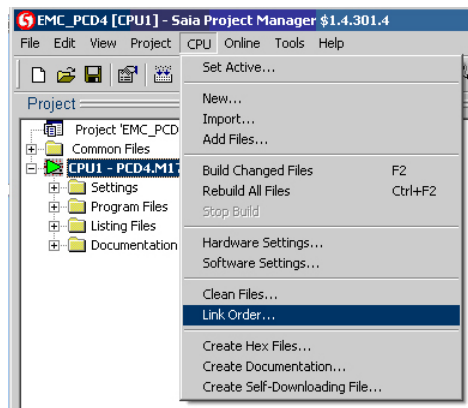 EMC_PCD4 [CPU1] - Saia Project Manager $1.4.301.4
File Edit View Project CPU Online Tools Help
Project
Project 'EMC_PCD
Common Files
CPU1 - PCD4.M17
Settings
Program Files
Listing Files
Documentation
Set Active...
New...
Import...
Add Files...
Build Changed Files F2
Rebuild All Files Ctrl+F2
Stop Build
Hardware Settings...
Software Settings...
Clean Files...
Link Order...
Create Hex Files...
Create Documentation...
Create Self-Downloading File...